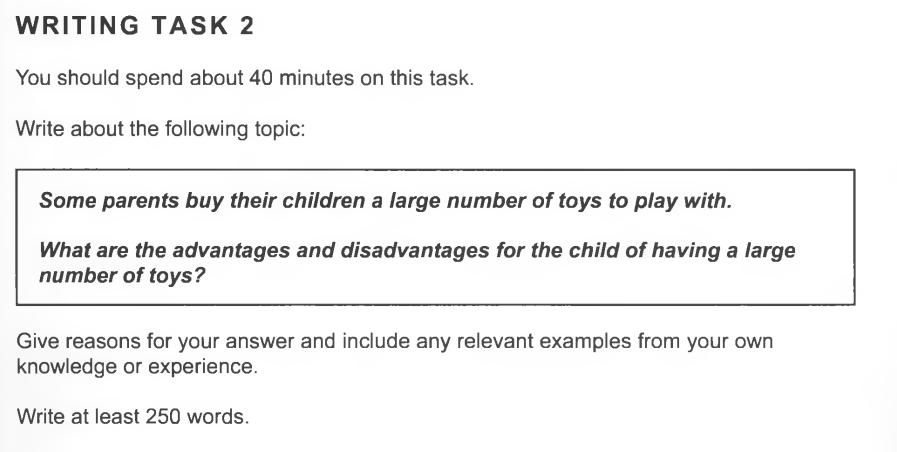 WRITING TASK 2
You should spend about 40 minutes on this task.
Write about the following topic:
Some parents buy their children a large number of toys to play with.
What are the advantages and disadvantages for the child of having a large
number of toys?
Give reasons for your answer and include any relevant examples from your own
knowledge or experience.
Write at least 250 words.